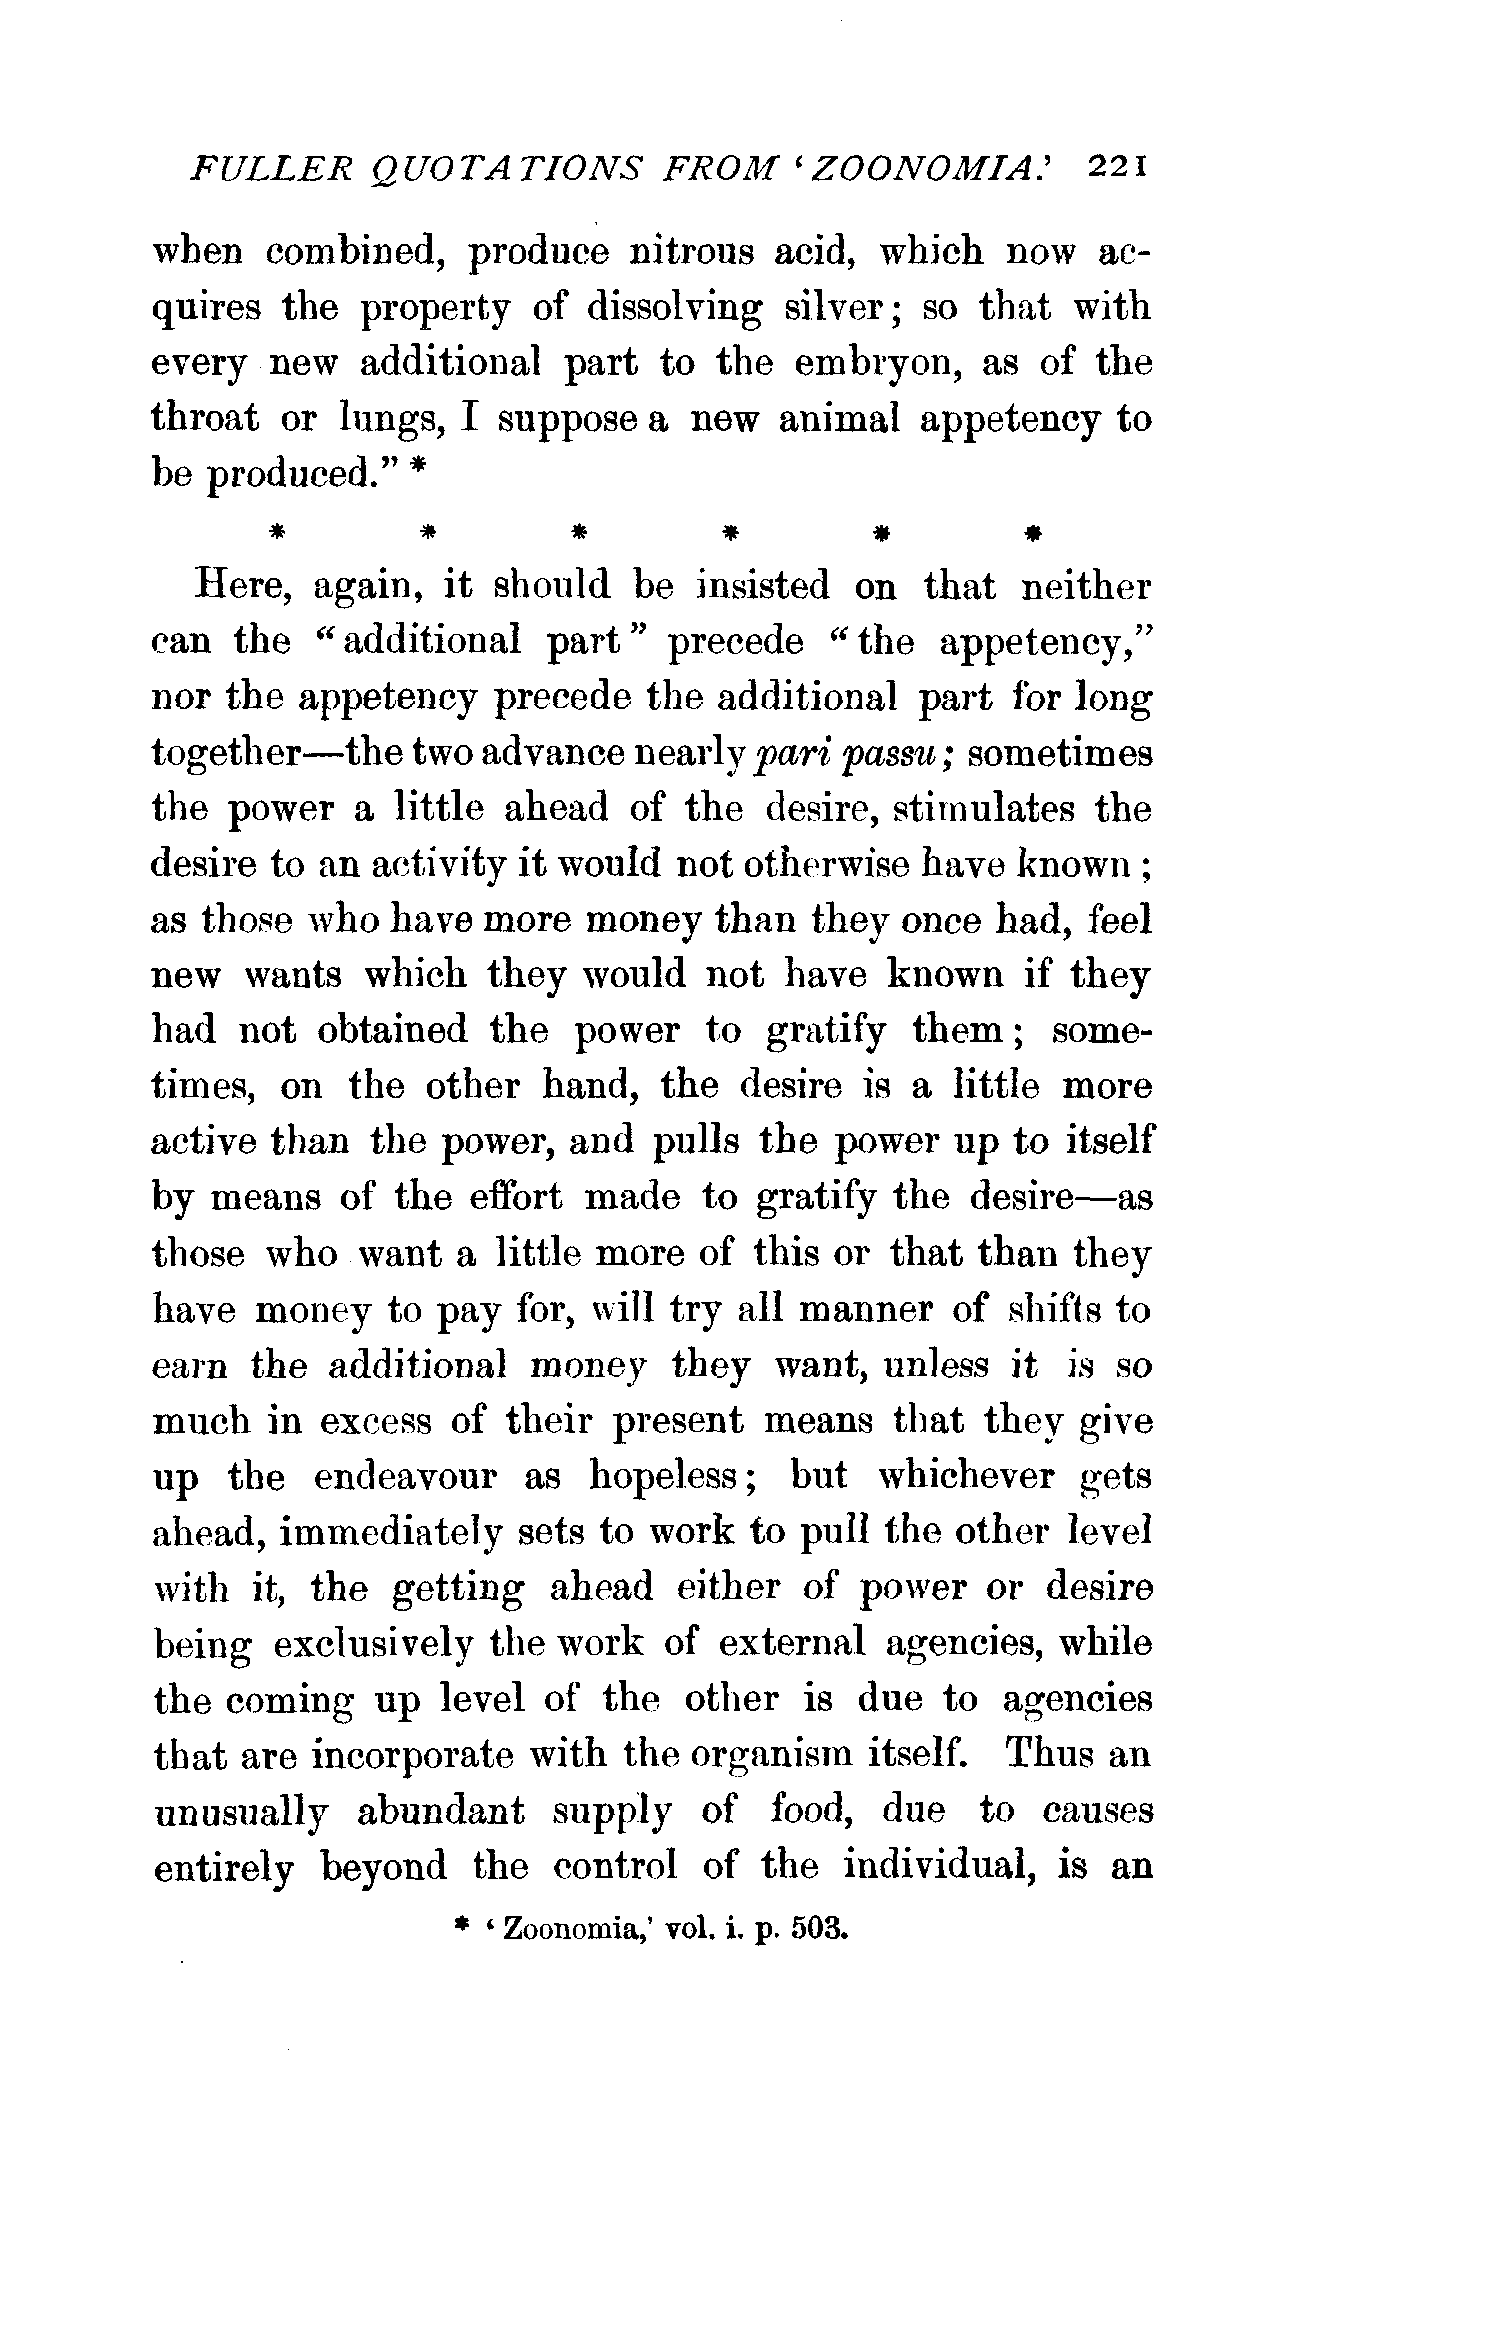 FULLER QUOTATIONS FROM 'ZOONOMIA.' 221
when combined, produce nitrous acid, which now ac-
quires the property of dissolving silver; so that with
every new additional part to the embryon, as of the
throat or lungs, I suppose a new animal appetency to
be produced." *
* * * * * *
Here, again, it should be insisted on that neither
can the "additional part" precede "the appetency,"
nor the appetency precede the additional part for long
together—the two advance nearly pari passu; sometimes
the power a little ahead of the desire, stimulates the
desire to an activity it would not otherwise have known;
as those who have more money than they once had, feel
new wants which they would not have known if they
had not obtained the power to gratify them; some-
times, on the other hand, the desire is a little more
active than the power, and pulls the power up to itself
by means of the effort made to gratify the desire—as
those who want a little more of this or that than they
have money to pay for, will try all manner of shifts to
earn the additional money they want, unless it is so
much in excess of their present means that they give
up the endeavour as hopeless; but whichever gets
ahead, immediately sets to work to pull the other level
with it, the getting ahead either of power or desire
being exclusively the work of external agencies, while
the coming up level of the other is due to agencies
that are incorporate with the organism itself. Thus an
unusually abundant supply of food, due to causes
entirely beyond the control of the individual, is an
* 'Zoonomia,' vol. i. p. 503.